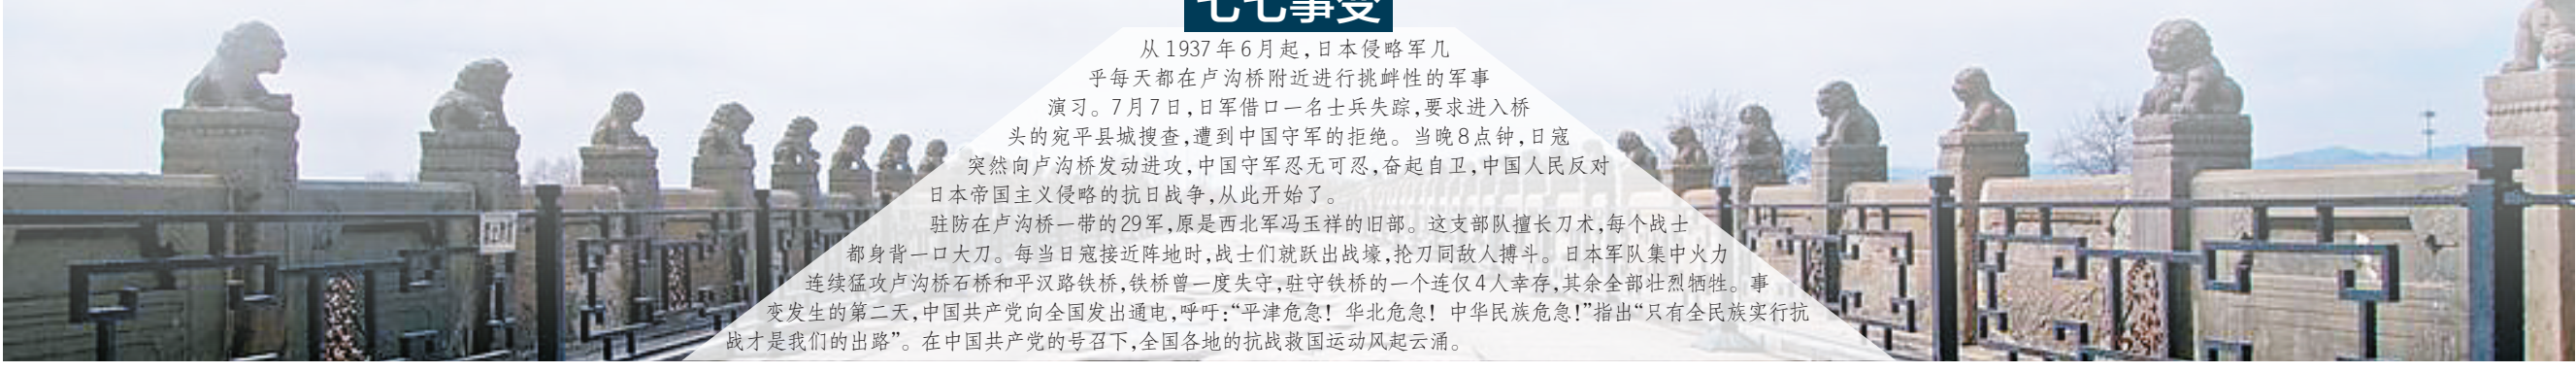 七七事变
从1937年6月起,日本侵略军几
乎每天都在卢沟桥附近进行挑衅性的军事
演习。7月7日,日军借口一名士兵失踪,要求进入桥
头的宛平县城搜查,遭到中国守军的拒绝。当晚8点钟,日寇
突然向卢沟桥发动进攻,中国守军忍无可忍,奋起自卫,中国人民反对
日本帝国主义侵略的抗日战争,从此开始了。
驻防在卢沟桥一带的29军,原是西北军冯玉祥的旧部。这支部队擅长刀术,每个战士
都身背一口大刀。每当日寇接近阵地时,战士们就跃出战壕,抡刀同敌人搏斗。日本军队集中火力
连续猛攻卢沟桥石桥和平汉路铁桥,铁桥曾一度失守,驻守铁桥的一个连仅4人幸存,其余全部壮烈牺牲。事
变发生的第二天,中国共产党向全国发出通电,呼吁:“平津危急!华北危急!中华民族危急!”指出“只有全民族实行抗
战才是我们的出路”。在中国共产党的号召下,全国各地的抗战救国运动风起云涌。